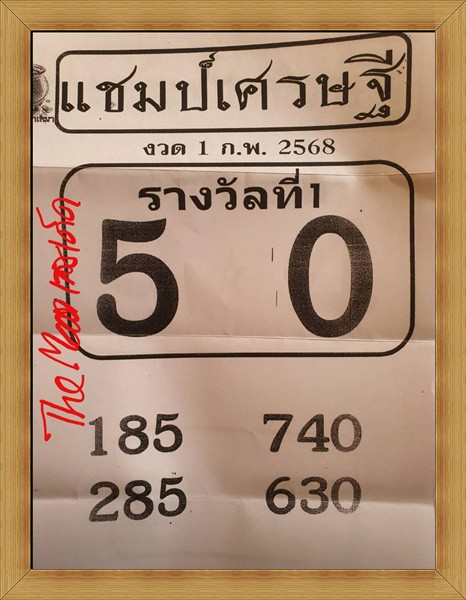 แชมป์เศรษฐี
งวด 1 ก.พ. 2568
รางวัลที่1
5 0
185 740
285 630
The